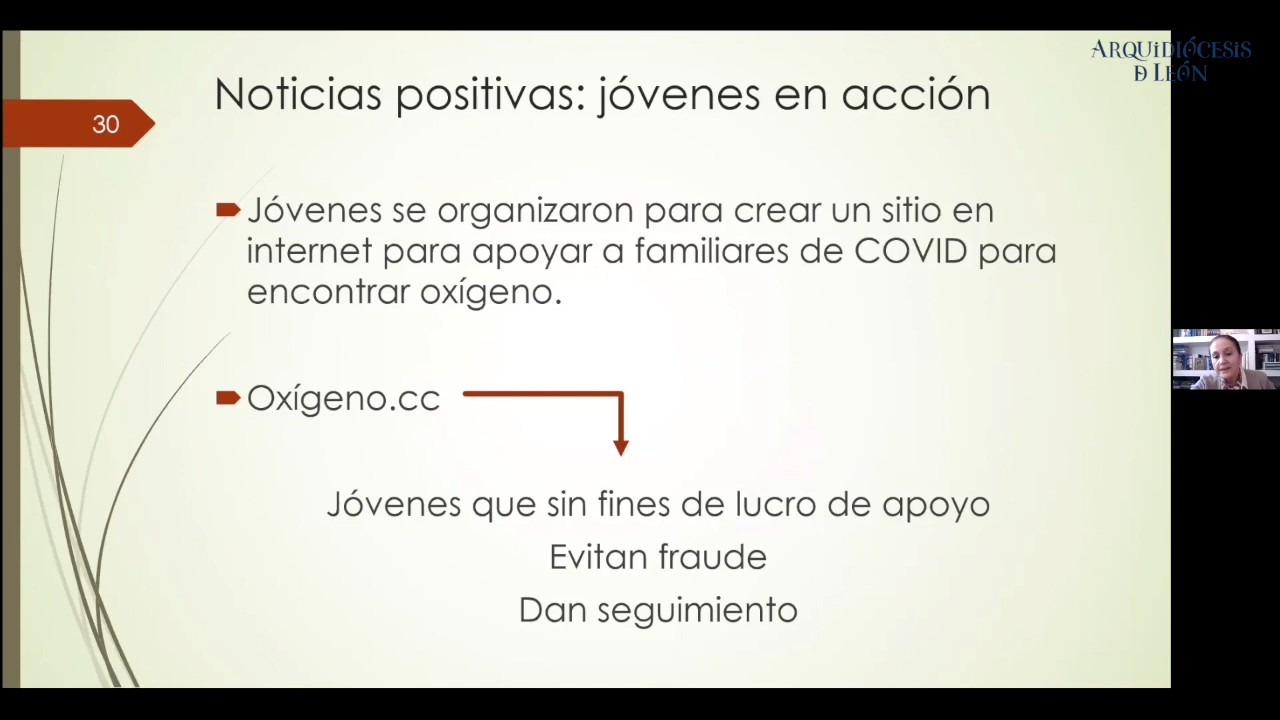 ARQUiDIÓCESiS
D LEÓN
Noticias positivas: jóvenes en acción
30
Jóvenes se organizaron para crear un sitio en
internet para apoyar a familiares de COVID para
encontrar oxígeno.
Oxígeno.cc
Jóvenes que sin fines de lucro de apoyo
Evitan fraude
Dan seguimiento